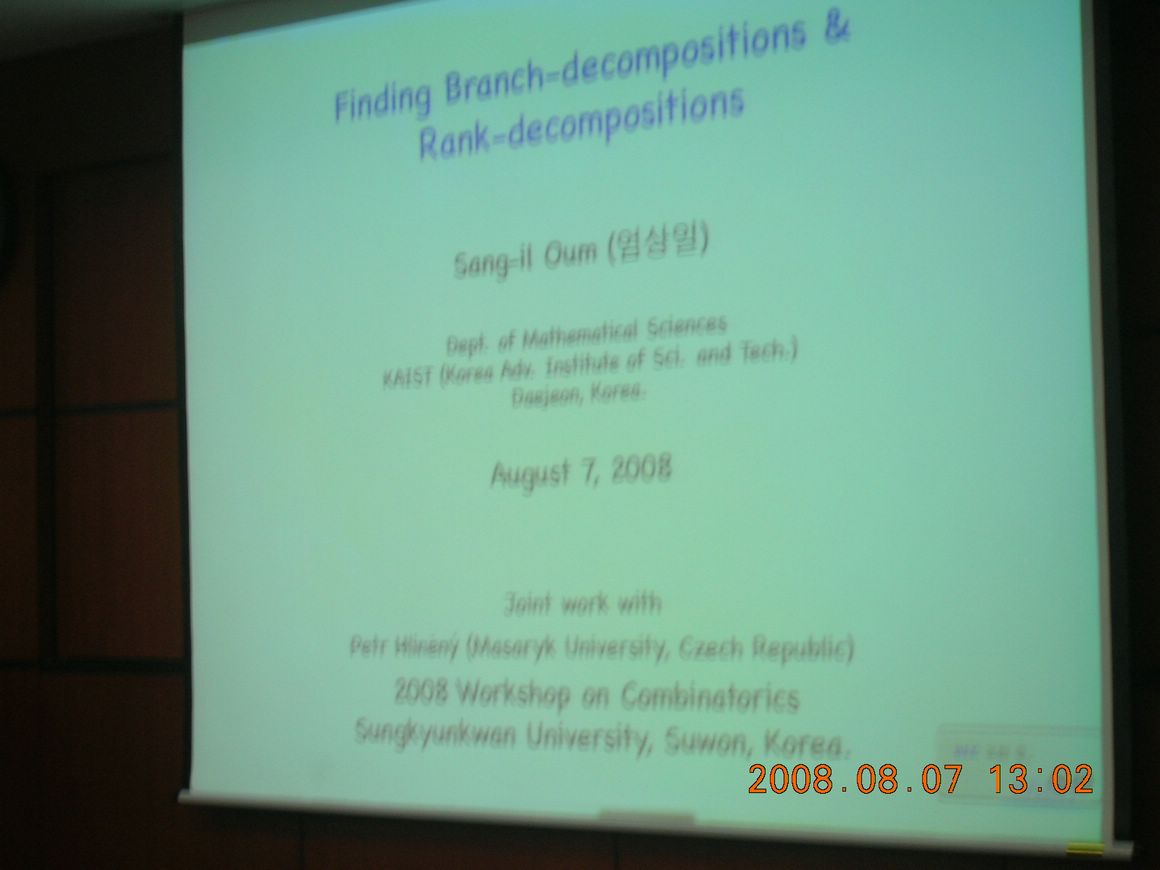 Finding Branch-decompositions &
Rank-decompositions
Sang-il Oum (엄상일)
Dept. of Mathematical Sciences
KAIST (Korea Adv. Institute of Sci. and Tech.)
Daejeon, Korea.
August 7, 2008
Joint work with
Petr Hliněný (Masaryk University, Czech Republic)
2008 Workshop on Combinatorics
Sungkyunkwan University, Suwon, Korea.
2008.08.07 13:02